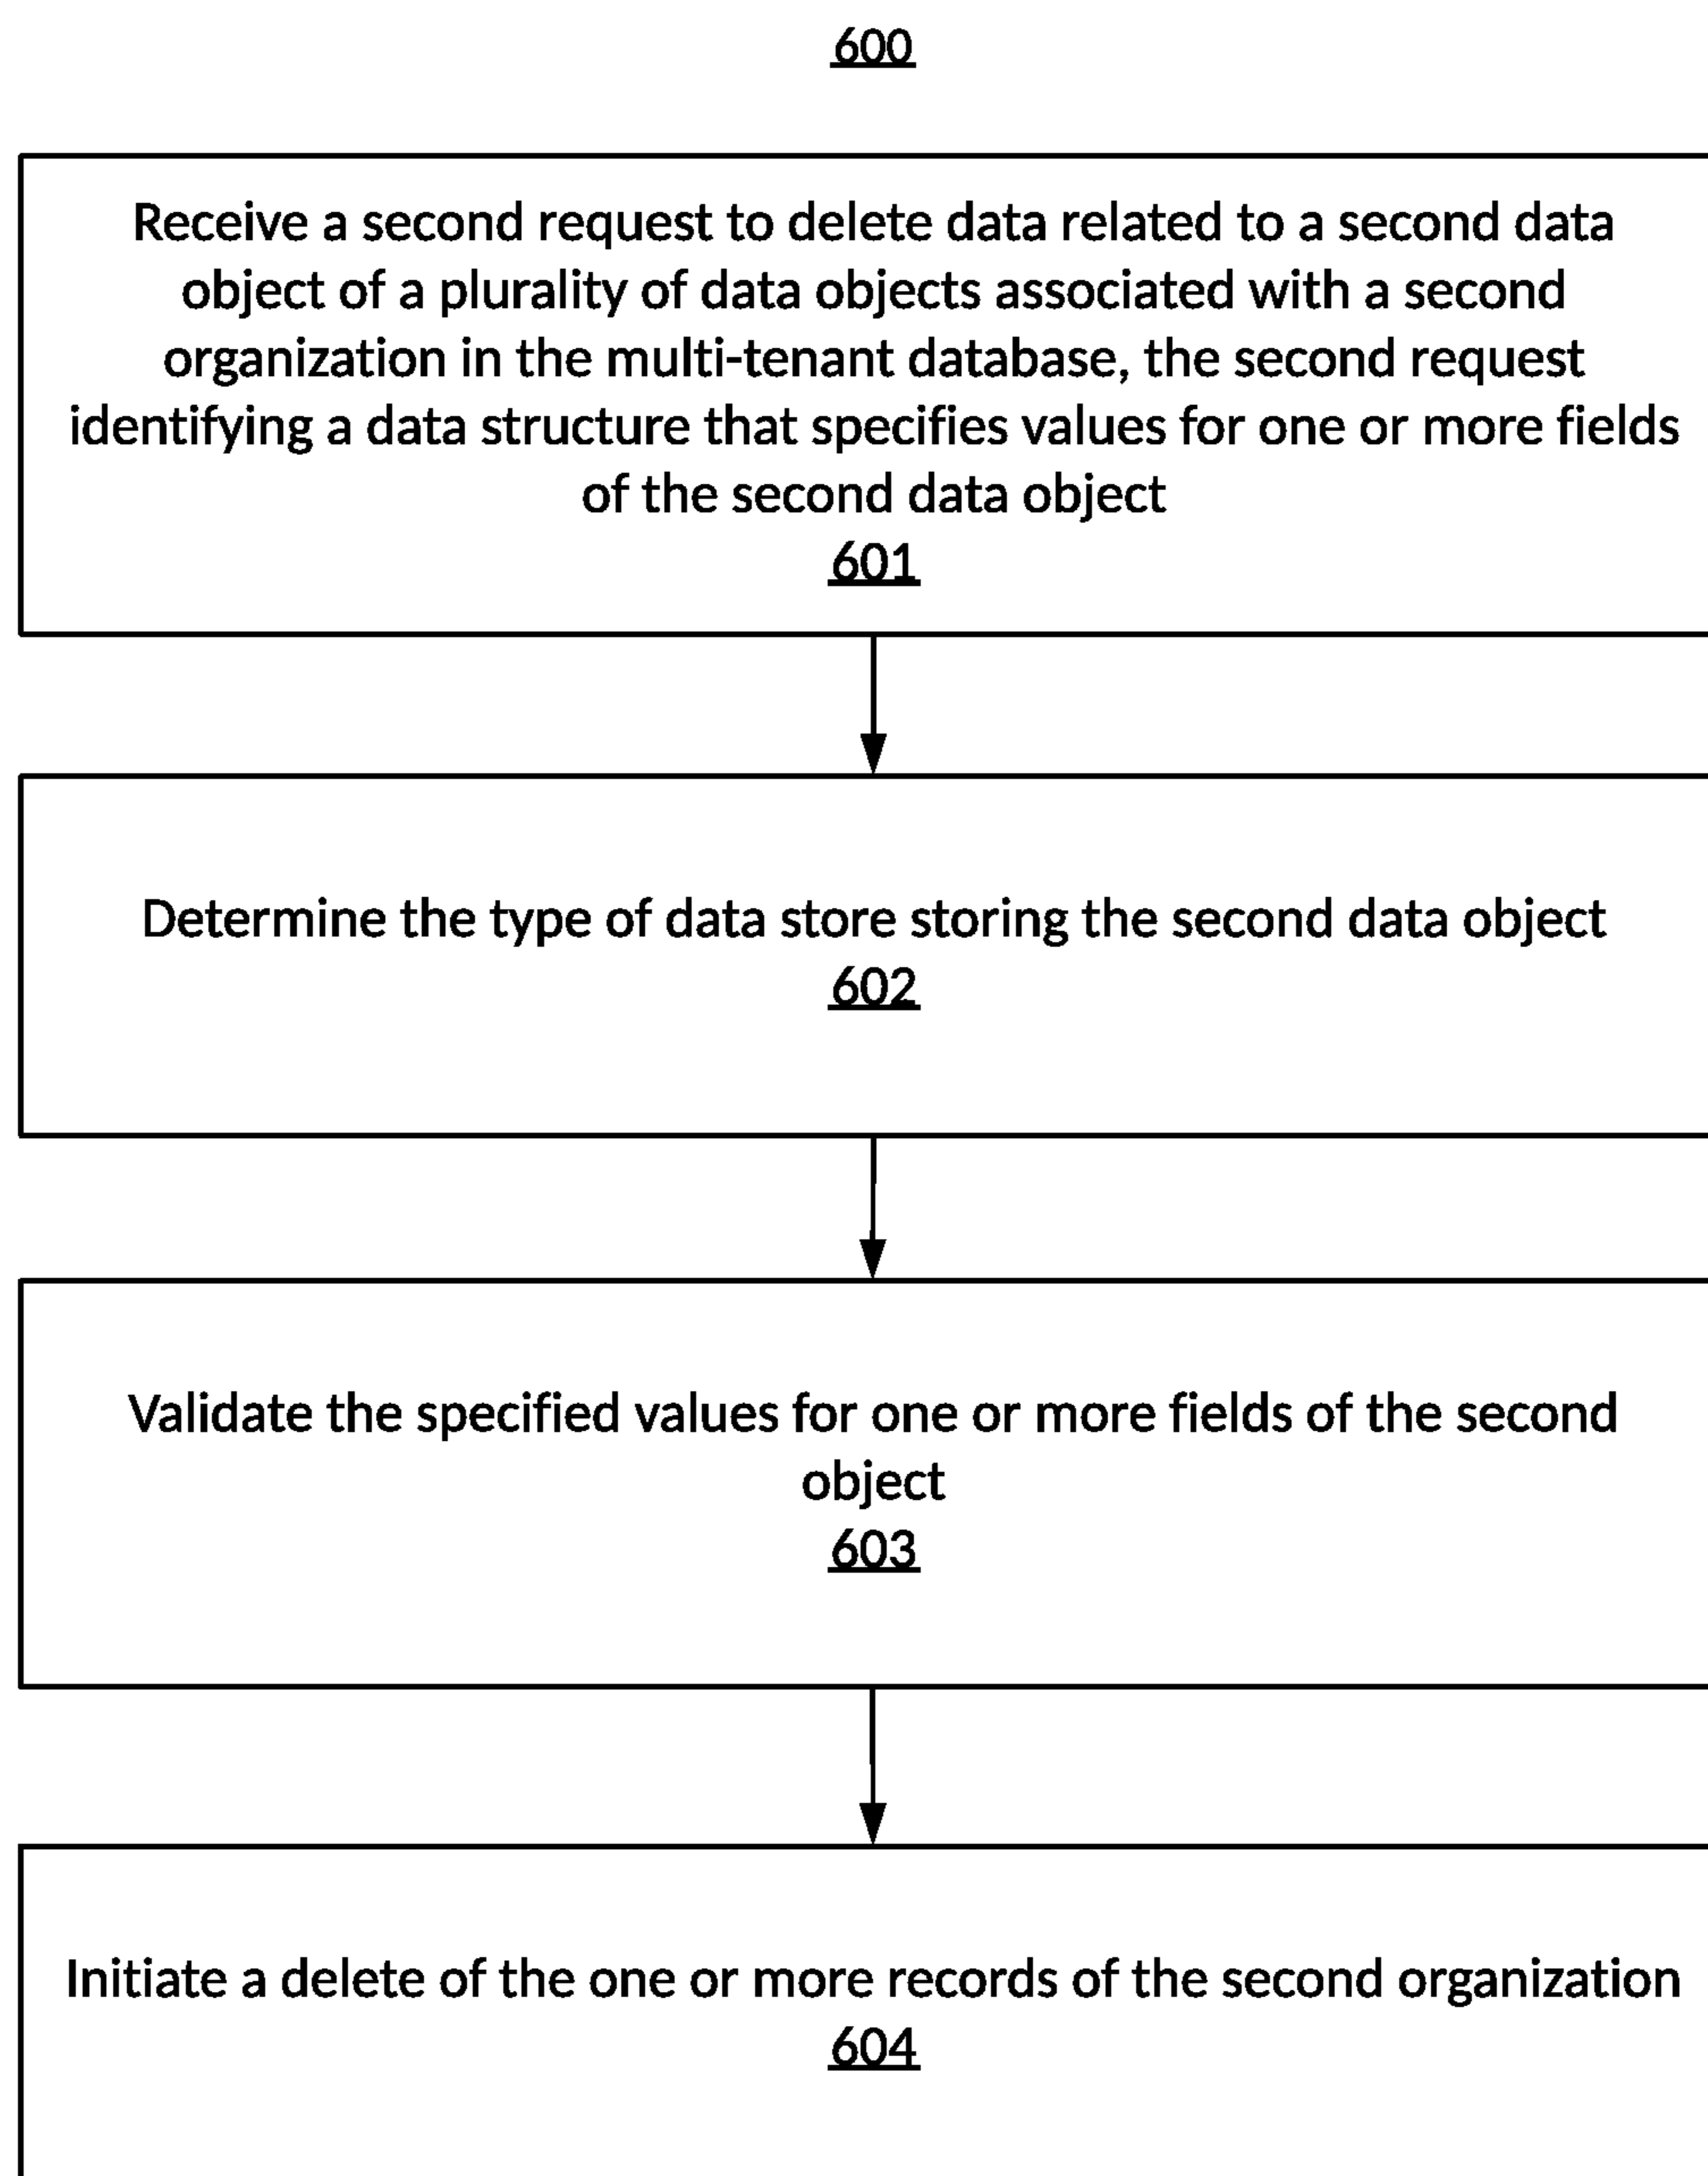 600
Receive a second request to delete data related to a second data
object of a plurality of data objects associated with a second
organization in the multi-tenant database, the second request
identifying a data structure that specifies values for one or more fields
of the second data object
601
Determine the type of data store storing the second data object
602
Validate the specified values for one or more fields of the second
object
603
Initiate a delete of the one or more records of the second organization
604